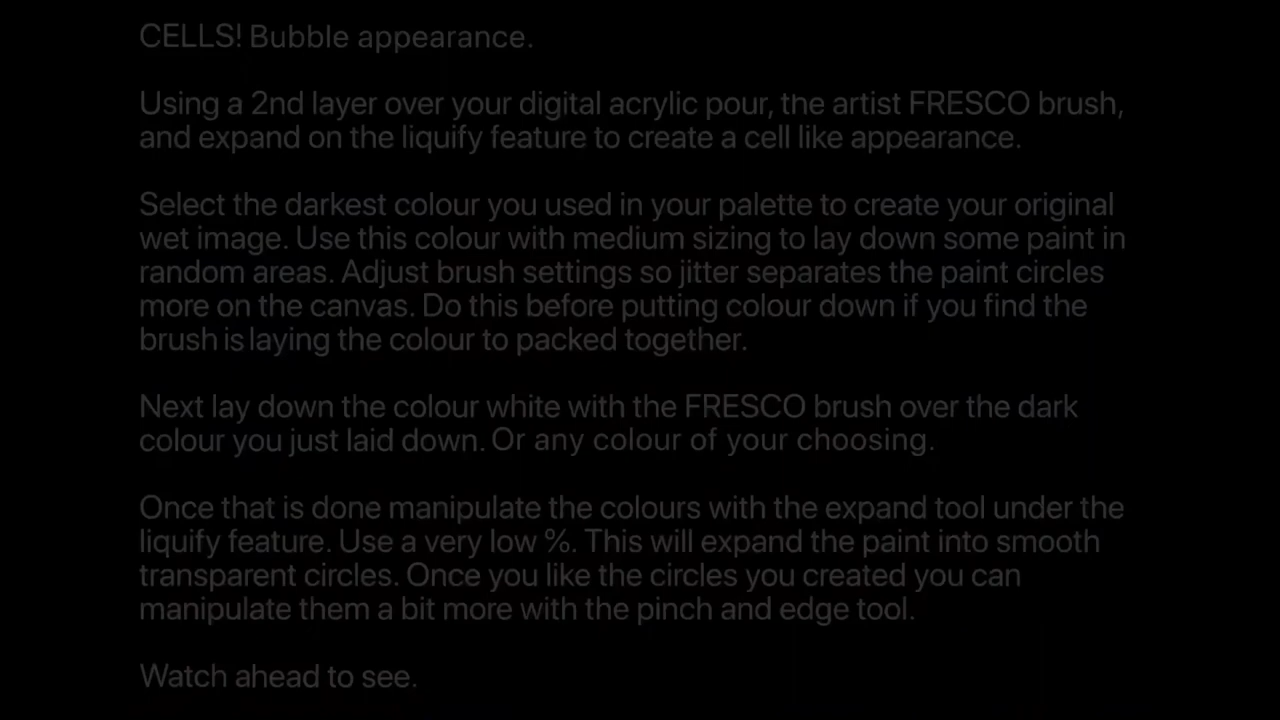 CELLS! Bubble appearance.
Using a 2nd layer over your digital acrylic pour, the artist FRESCO brush,
and expand on the liquify feature to create a cell like appearance.
Select the darkest colour you used in your palette to create your original
wet image. Use this colour with medium sizing to lay down some paint in
random areas. Adjust brush settings so jitter separates the paint circles
more on the canvas. Do this before putting colour down if you find the
brush is laying the colour to packed together.
Next lay down the colour white with the FRESCO brush over the dark
colour you just laid down. Or any colour of your choosing.
Once that is done manipulate the colours with the expand tool under the
liquify feature. Use a very low %. This will expand the paint into smooth
transparent circles. Once you like the circles you created you can
manipulate them a bit more with the pinch and edge tool.
Watch ahead to see.